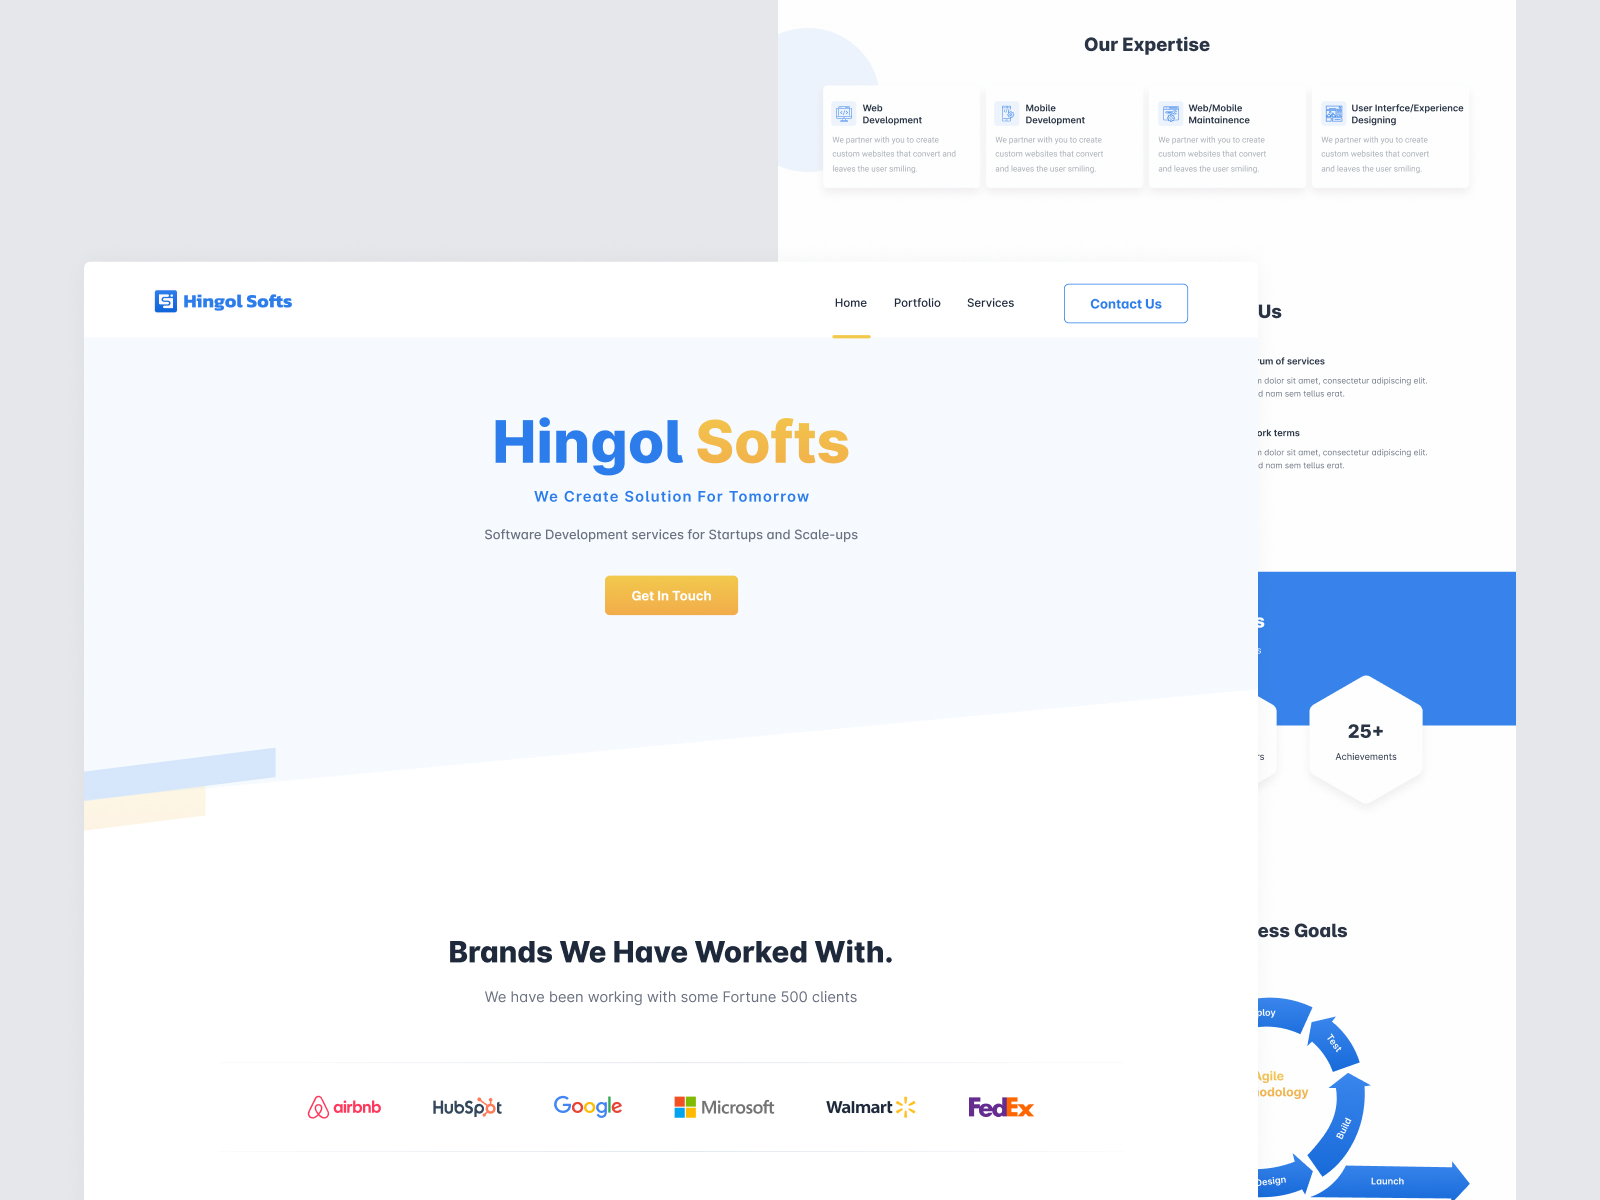 Our Expertise
Web
Development
We partner with you to create
custom websites that convert and
leaves the user smiling.
Mobile
Development
We partner with you to create
custom websites that convert
and leaves the user smiling.
Web/Mobile
Maintainence
We partner with you to create
custom websites that convert
and leaves the user smiling.
User Interfce/Experience
Designing
We partner with you to create
custom websites that convert
and leaves the user smiling.
Hingol Softs
Home
Portfolio
Services
Contact Us
Hingol Softs
We Create Solution For Tomorrow
Software Development services for Startups and Scale-ups
Get In Touch
Brands We Have Worked With.
We have been working with some Fortune 500 clients
airbnb
HubSpot
Google
Microsoft
Walmart
FedEx
Us
um of services
dolor sit amet, consectetur adipiscing elit.
nam sem tellus erat.
ork terms
dolor sit amet, consectetur adipiscing elit.
nam sem tellus erat.
s
s
rs
25+
Achievements
ess Goals
ploy
Test
Agile
odology
Build
Design
Launch